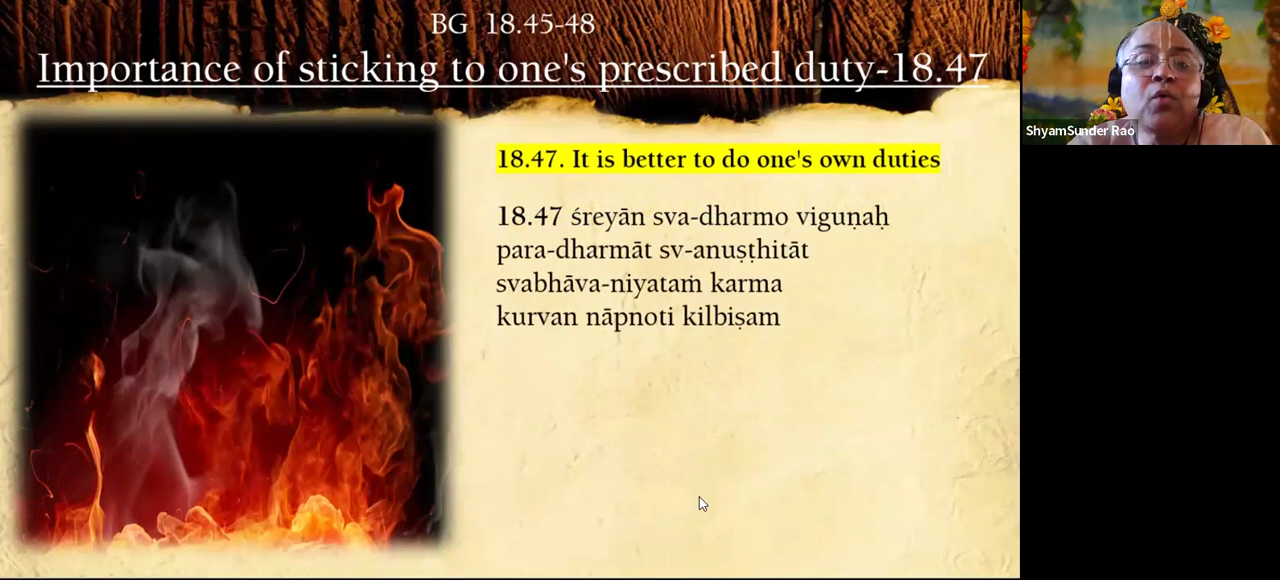 BG 18.45-48
Importance of sticking to one's prescribed duty-18.47
18.47. It is better to do one's own duties
18.47 śreyān sva-dharmo viguṇaḥ
para-dharmāt sv-anuṣṭhitāt
svabhāva-niyataṁ karma
kurvan nāpnoti kilbiṣam
ShyamSunder Rao